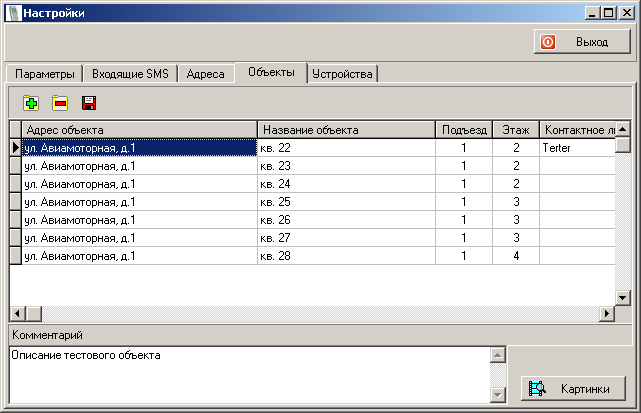 Настройки
Выход
Параметры Входящие SMS Адреса Объекты Устройства
Адрес объекта Название объекта Подъезд Этаж Контактное ли
ул. Авиамоторная, д.1 кв. 22 1 2 Terter
ул. Авиамоторная, д.1 кв. 23 1 2
ул. Авиамоторная, д.1 кв. 24 1 2
ул. Авиамоторная, д.1 кв. 25 1 3
ул. Авиамоторная, д.1 кв. 26 1 3
ул. Авиамоторная, д.1 кв. 27 1 3
ул. Авиамоторная, д.1 кв. 28 1 4
Комментарий
Описание тестового объекта
Картинки